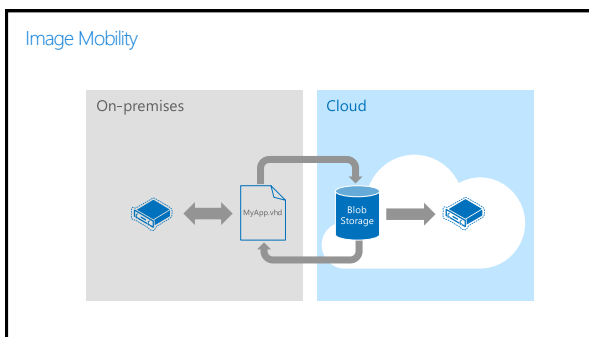 Image Mobility
On-premises
Cloud
MyApp.vhd
Blob
Storage